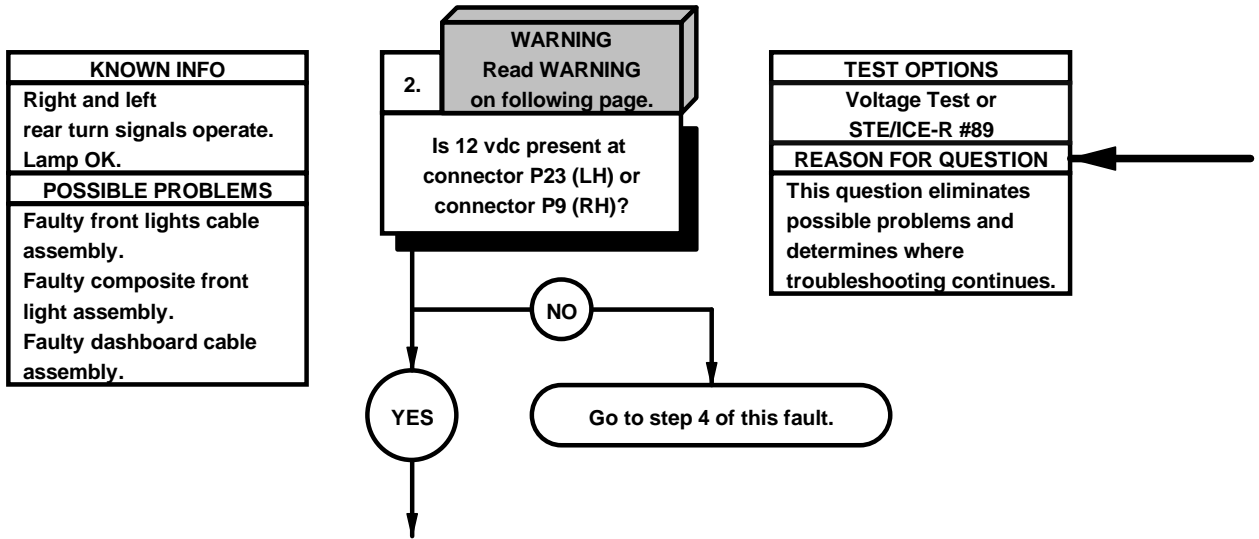 KNOWN INFO
Right and left
rear turn signals operate.
Lamp OK.
POSSIBLE PROBLEMS
Faulty front lights cable
assembly.
Faulty composite front
light assembly.
Faulty dashboard cable
assembly.
WARNING
Read WARNING
on following page.
2.
Is 12 vdc present at
connector P23 (LH) or
connector P9 (RH)?
NO
YES
Go to step 4 of this fault.
TEST OPTIONS
Voltage Test or
STE/ICE-R #89
REASON FOR QUESTION
This question eliminates
possible problems and
determines where
troubleshooting continues.